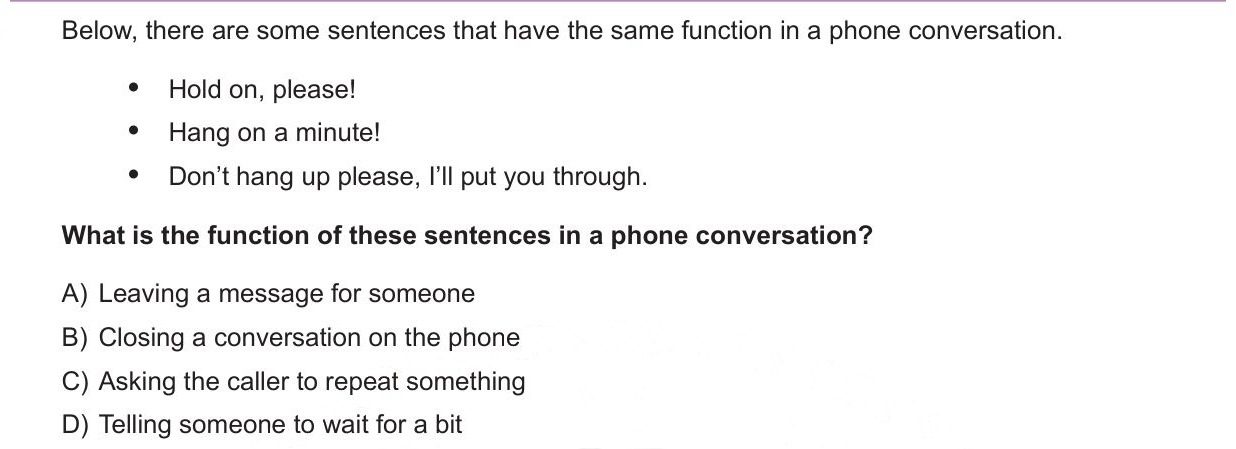 Below, there are some sentences that have the same function in a phone conversation.
• Hold on, please!
• Hang on a minute!
• Don’t hang up please, I’ll put you through.
What is the function of these sentences in a phone conversation?
A) Leaving a message for someone
B) Closing a conversation on the phone
C) Asking the caller to repeat something
D) Telling someone to wait for a bit